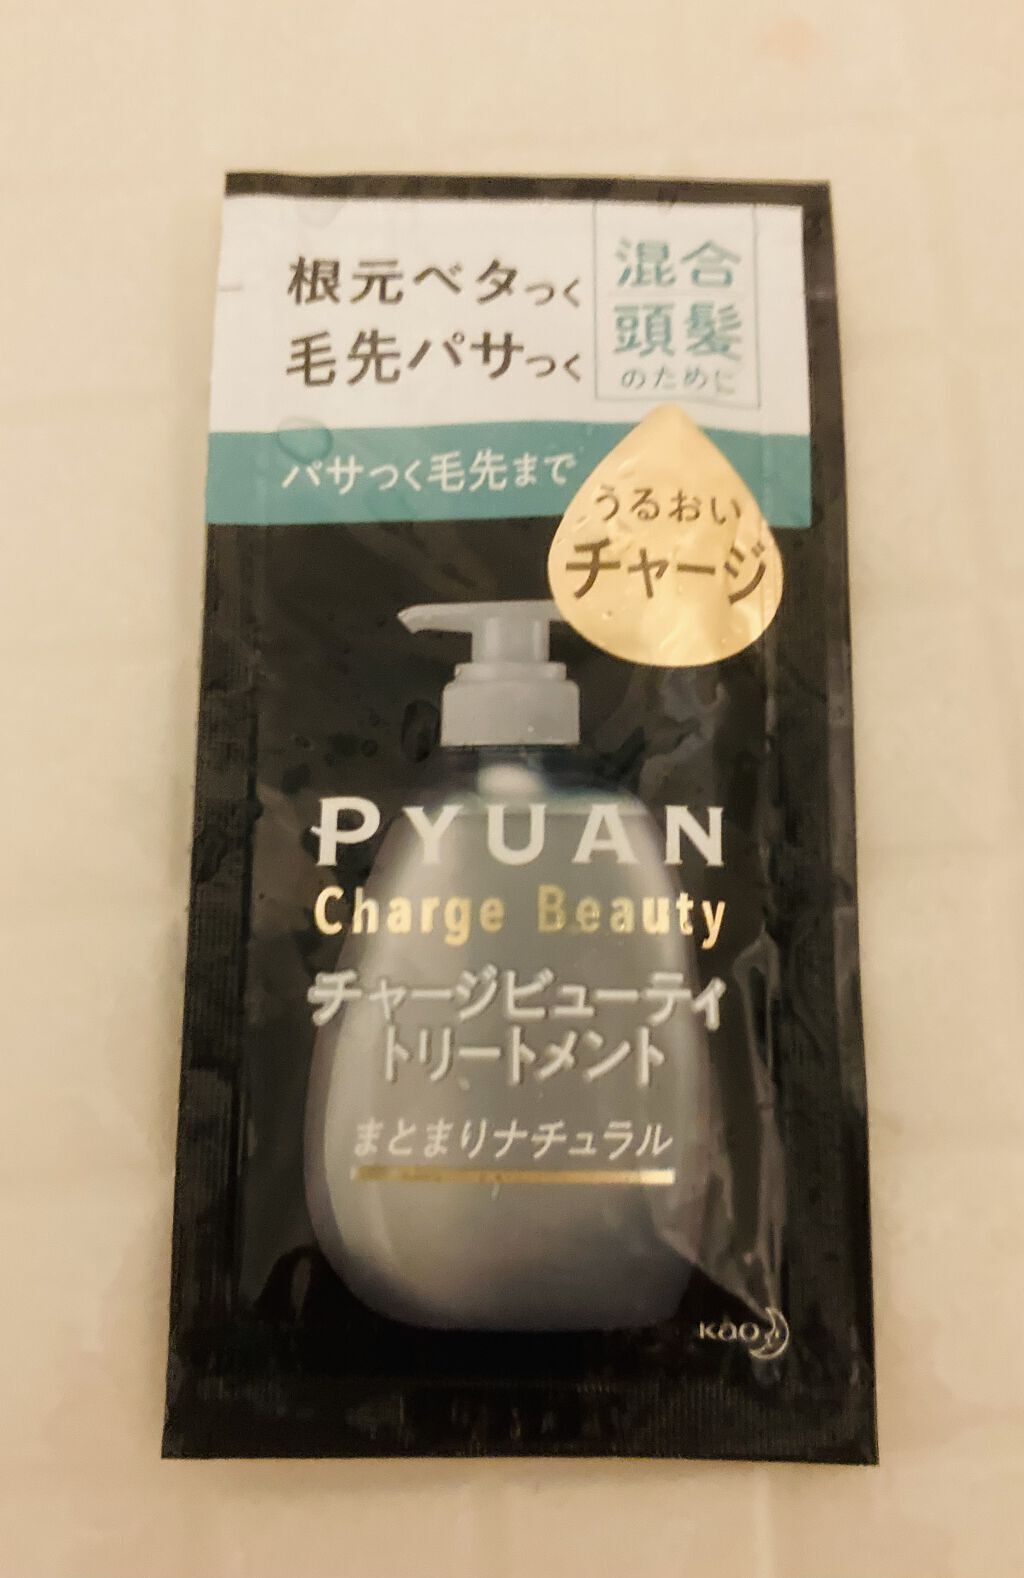 根元ベタつく
毛先パサつく
混合
頭髪
のために
パサつく毛先まで
うるおい
チャージ
PYUAN
Charge Beauty
チャージビューティ
トリートメント
まとまりナチュラル
Kao